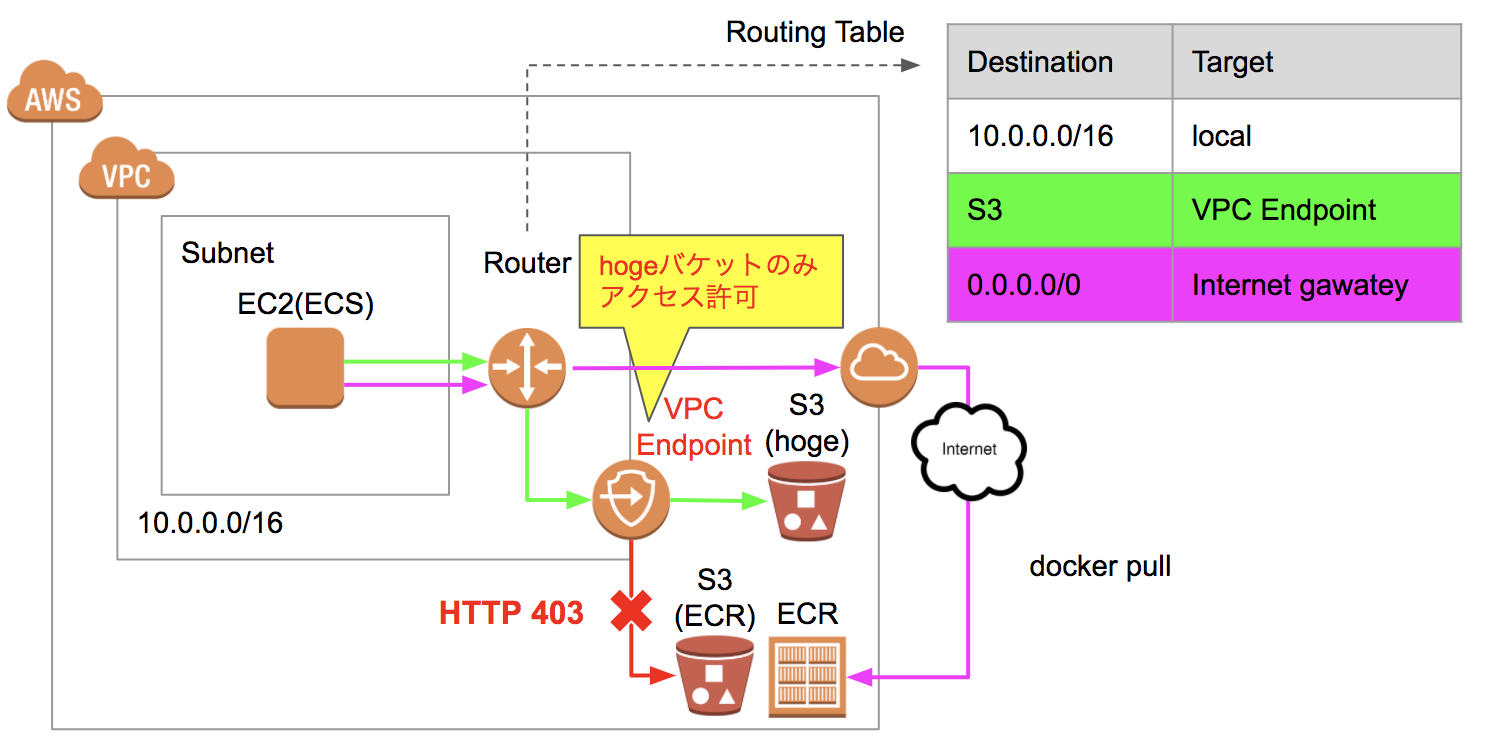 Routing Table
Destination Target
10.0.0.0/16 local
S3 VPC Endpoint
0.0.0.0/0 Internet gawatey
AWS
VPC
Subnet
EC2(ECS)
Router
hogeバケットのみ
アクセス許可
VPC
Endpoint
S3
(hoge)
Internet
10.0.0.0/16
docker pull
HTTP 403
S3
(ECR)
ECR